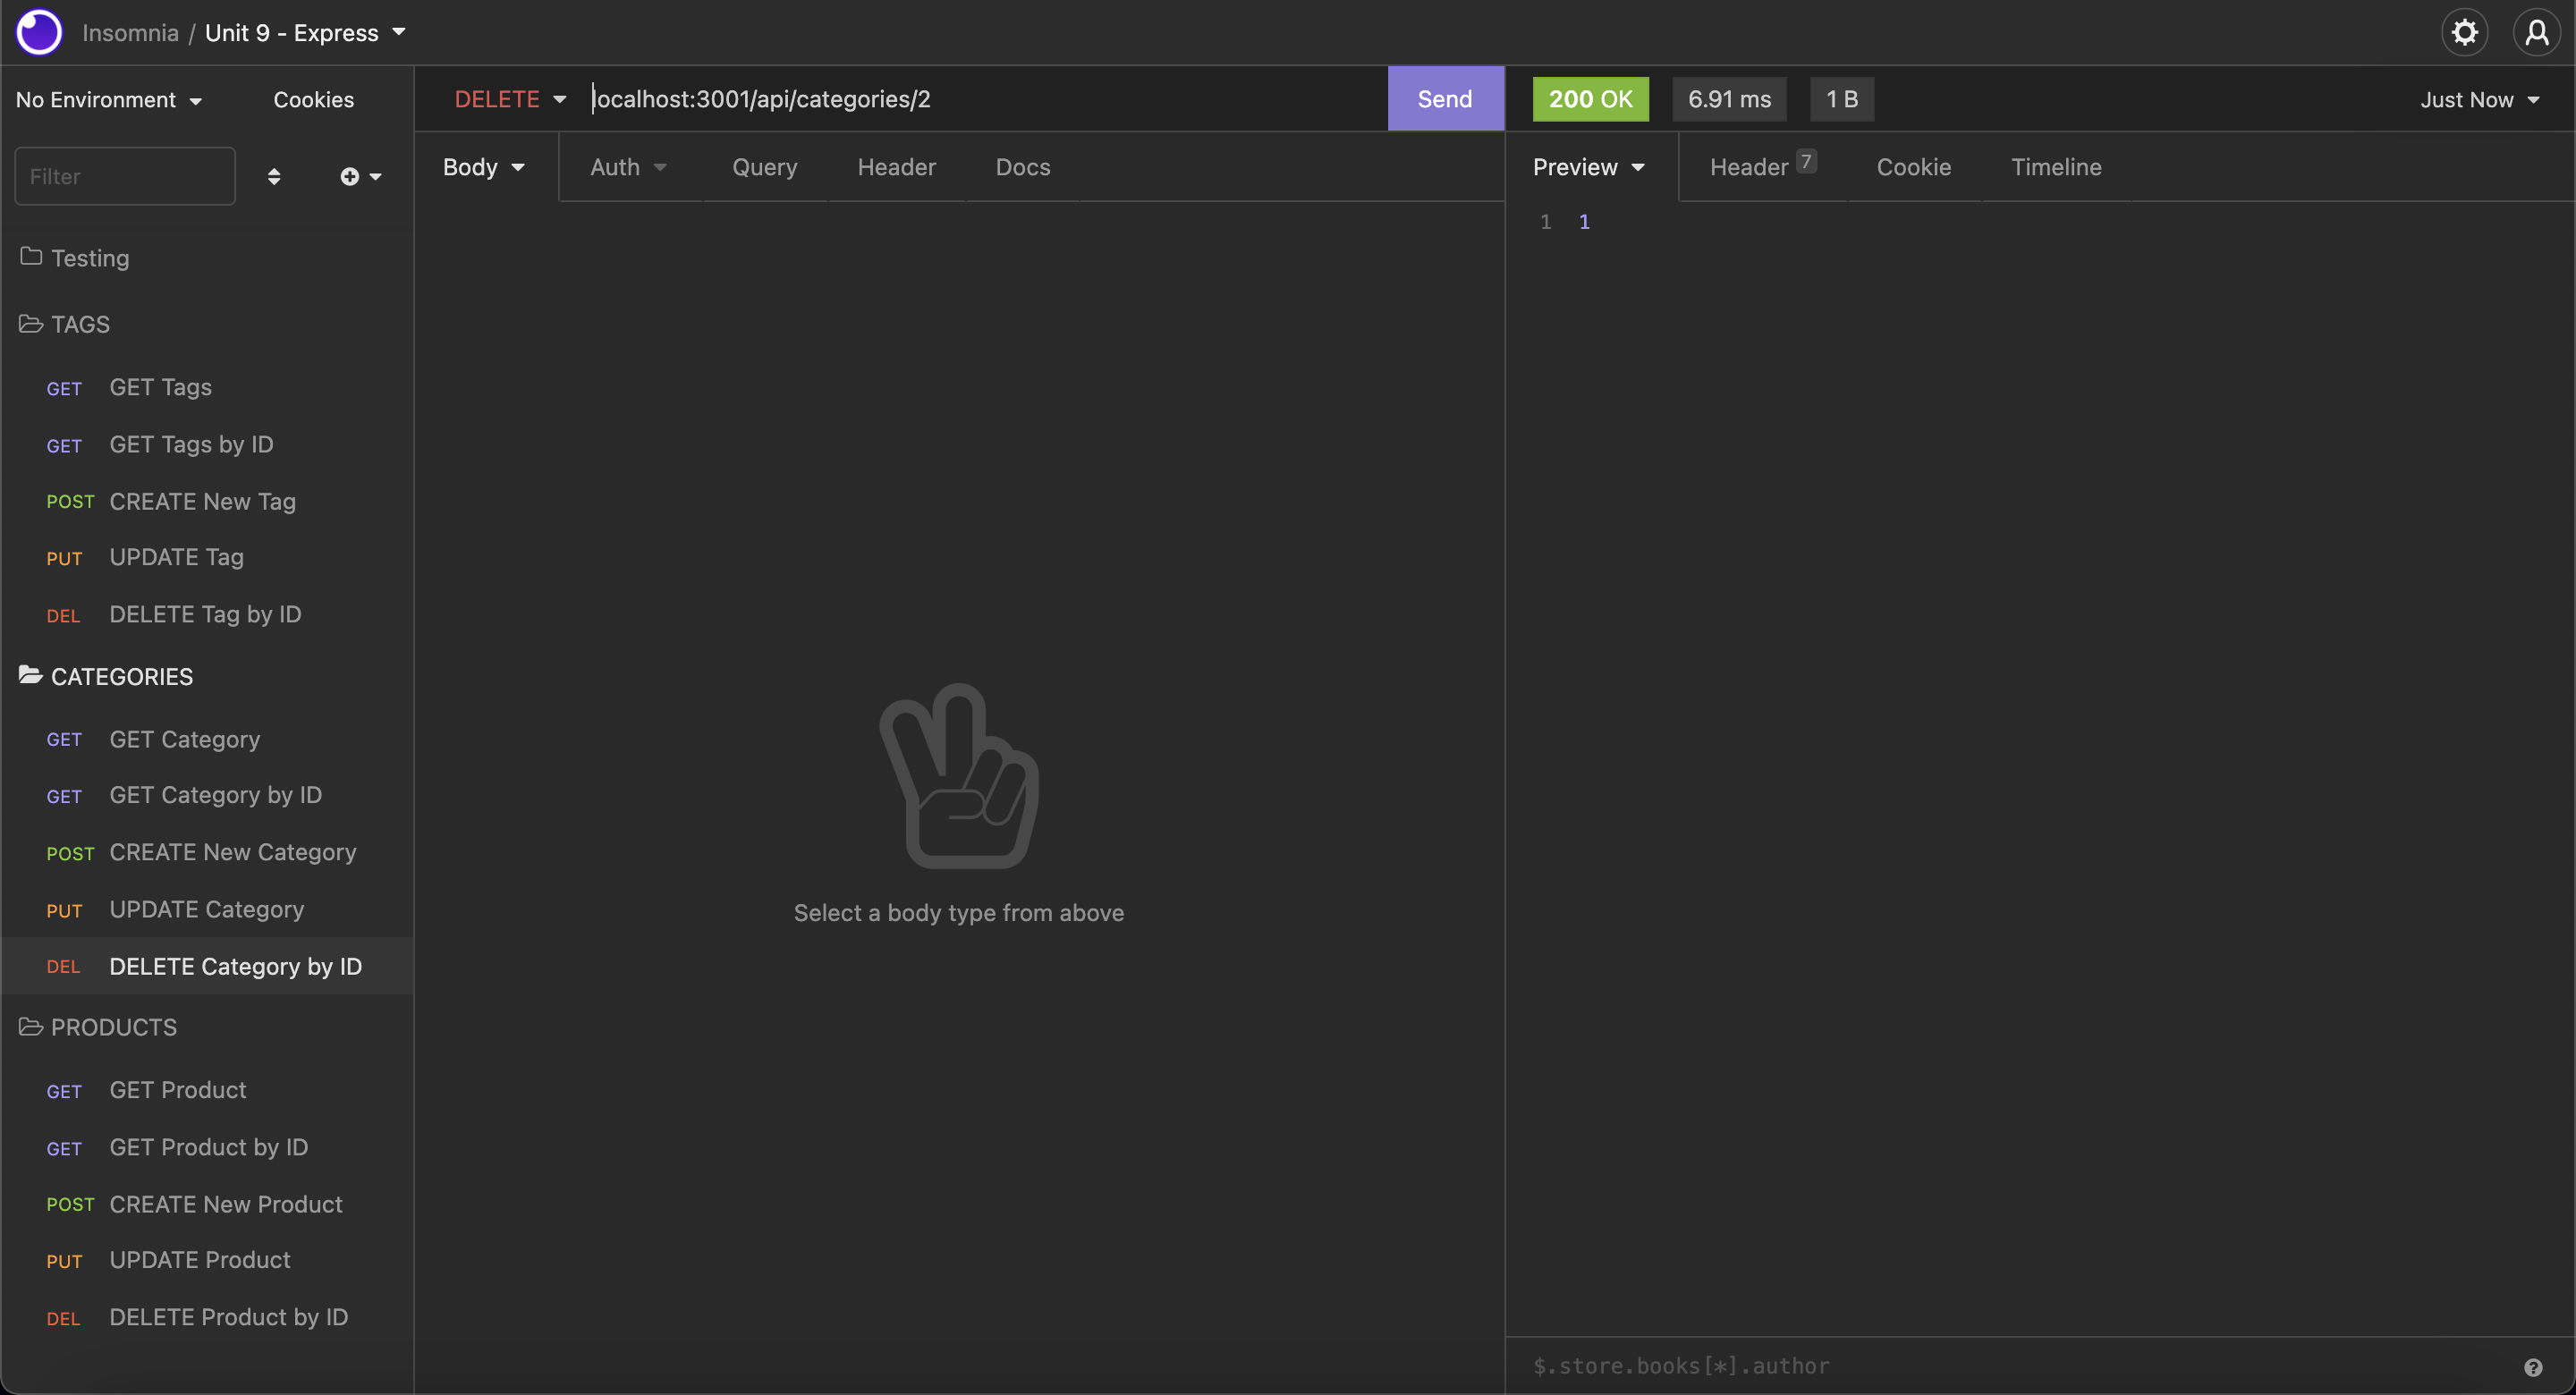 Insomnia / Unit 9 - Express
No Environment
Cookies
Filter
Testing
TAGS
GET GET Tags
GET GET Tags by ID
POST CREATE New Tag
PUT UPDATE Tag
DEL DELETE Tag by ID
CATEGORIES
GET GET Category
GET GET Category by ID
POST CREATE New Category
PUT UPDATE Category
DEL DELETE Category by ID
PRODUCTS
GET GET Product
GET GET Product by ID
POST CREATE New Product
PUT UPDATE Product
DEL DELETE Product by ID
DELETE localhost:3001/api/categories/2 Send
Body Auth Query Header Docs
Select a body type from above
200 OK 6.91 ms 1 B Just Now
Preview Header 7 Cookie Timeline
1 1
$.store.books[*].author